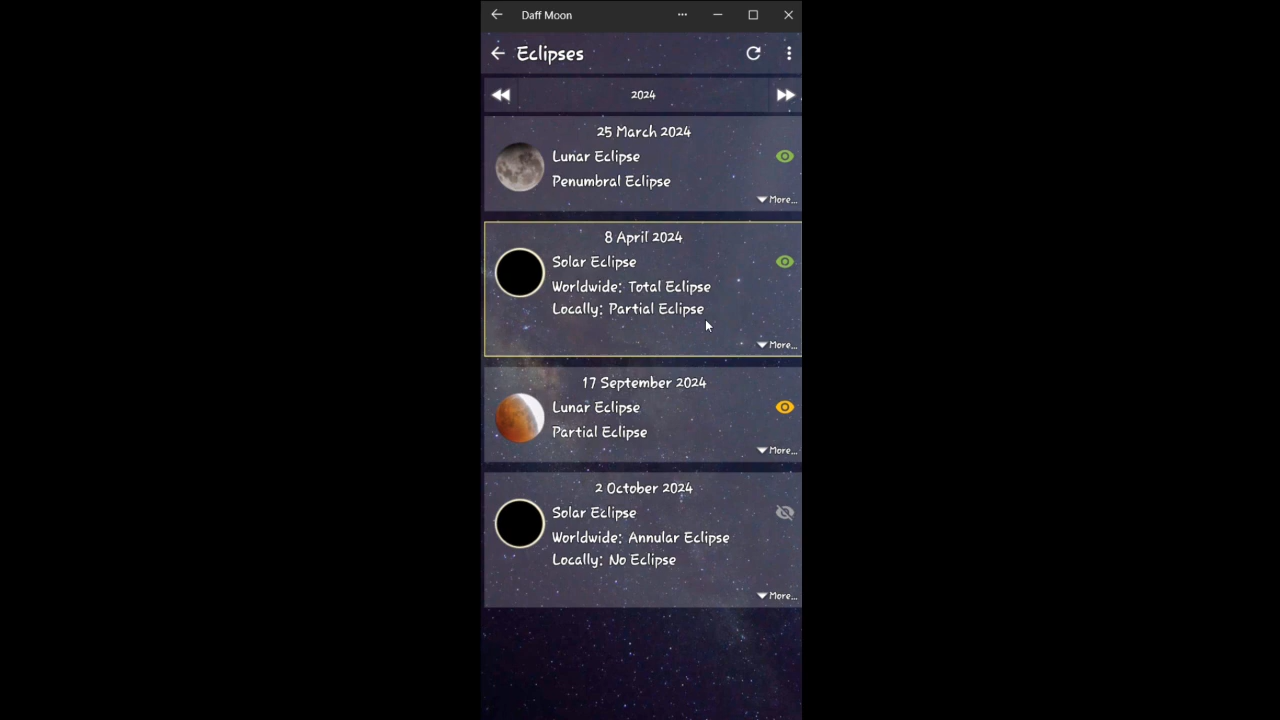 Daff Moon
Eclipses
2024
25 March 2024
Lunar Eclipse
Penumbral Eclipse
More...
8 April 2024
Solar Eclipse
Worldwide: Total Eclipse
Locally: Partial Eclipse
More...
17 September 2024
Lunar Eclipse
Partial Eclipse
More...
2 October 2024
Solar Eclipse
Worldwide: Annular Eclipse
Locally: No Eclipse
More...